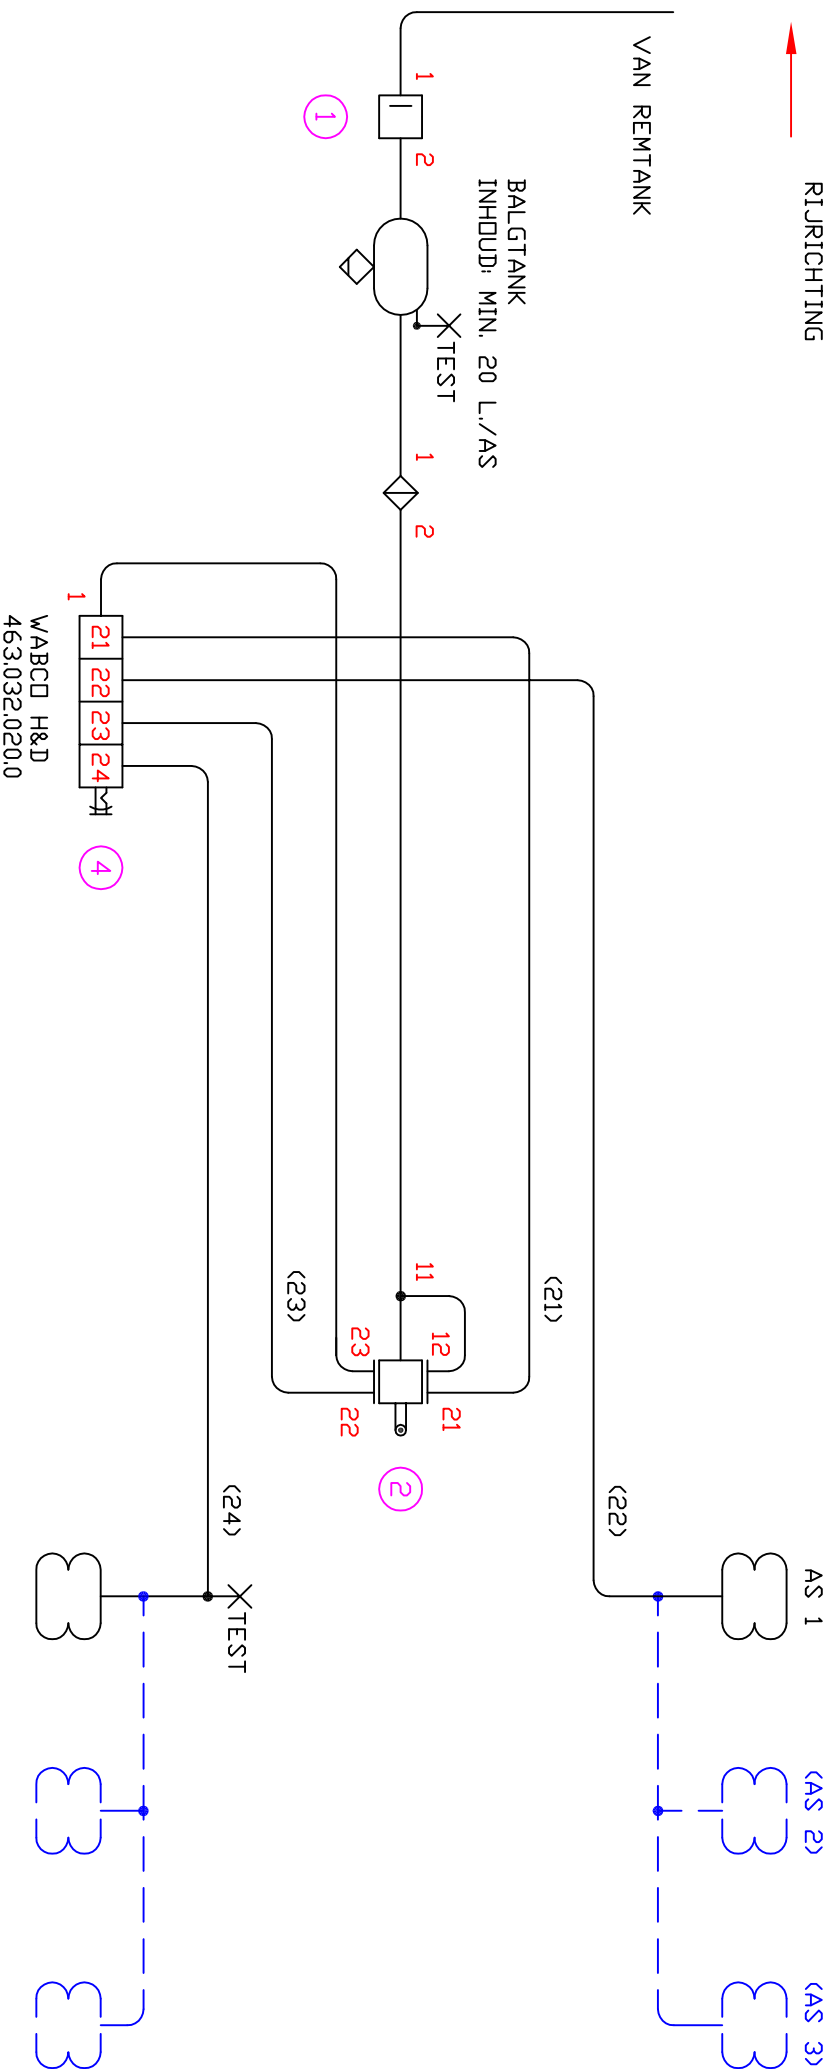 RIJRICHTING
VAN REMTANK
1
2
1
BALGTANK
INHOUD: MIN. 20 L./AS
TEST
1
2
1
21
22
23
24
WABCO H&D
463.032.020.0
4
11
12
23
21
22
2
(21)
(22)
(23)
(24)
TEST
AS 1
(AS 2)
(AS 3)